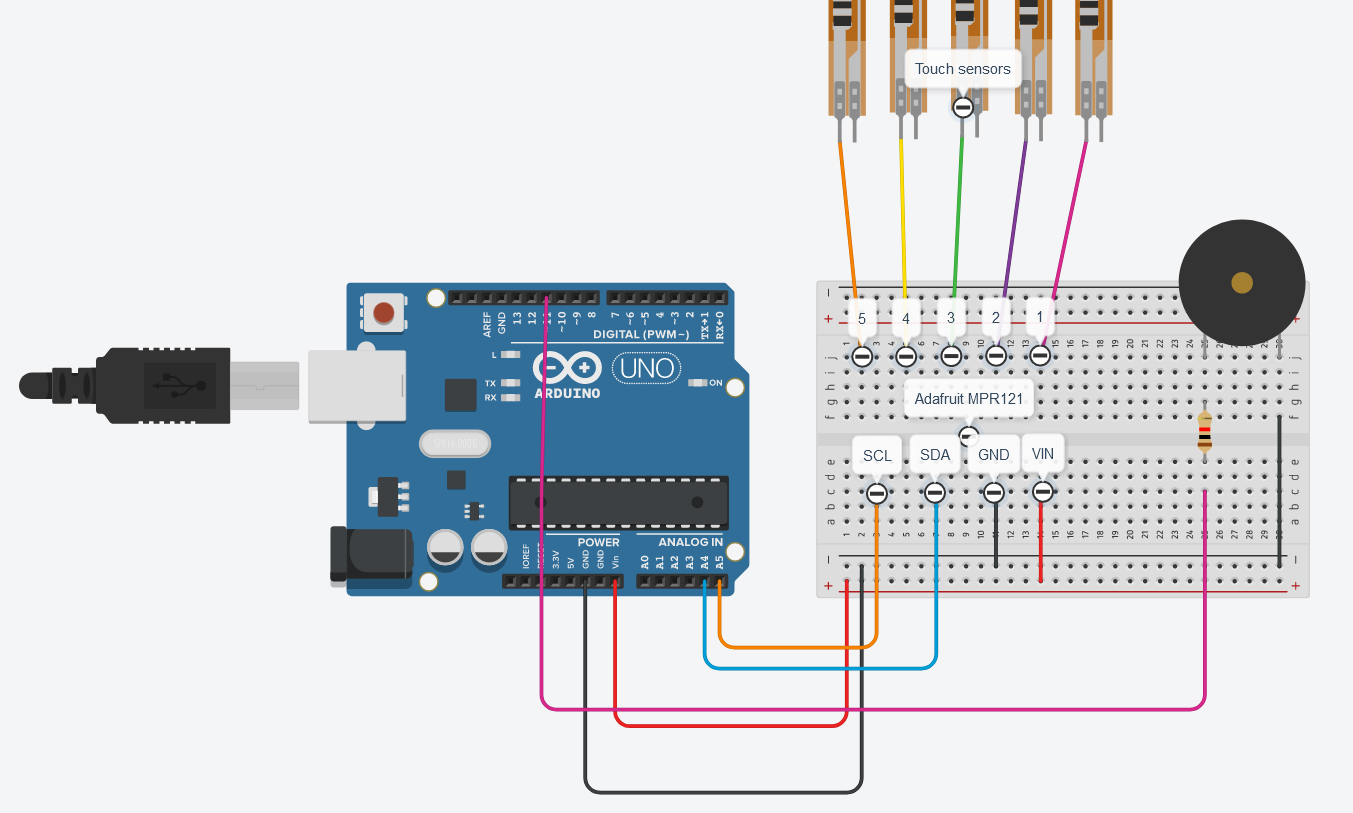 Touch sensors
5
4
3
2
1
Adafruit MPR121
SCL
SDA
GND
VIN
AREF
GND
13
12
~11
~10
~9
8
7
~6
~5
4
~3
2
TX→1
RX←0
DIGITAL (PWM~)
L
TX
RX
UNO
ON
ARDUINO
POWER
ANALOG IN
IOREF
RESET
3.3V
5V
GND
GND
Vin
A0
A1
A2
A3
A4
A5
− −
+ +
j j
i i
h h
g g
f f
e e
d d
c c
b b
a a
− −
+ +